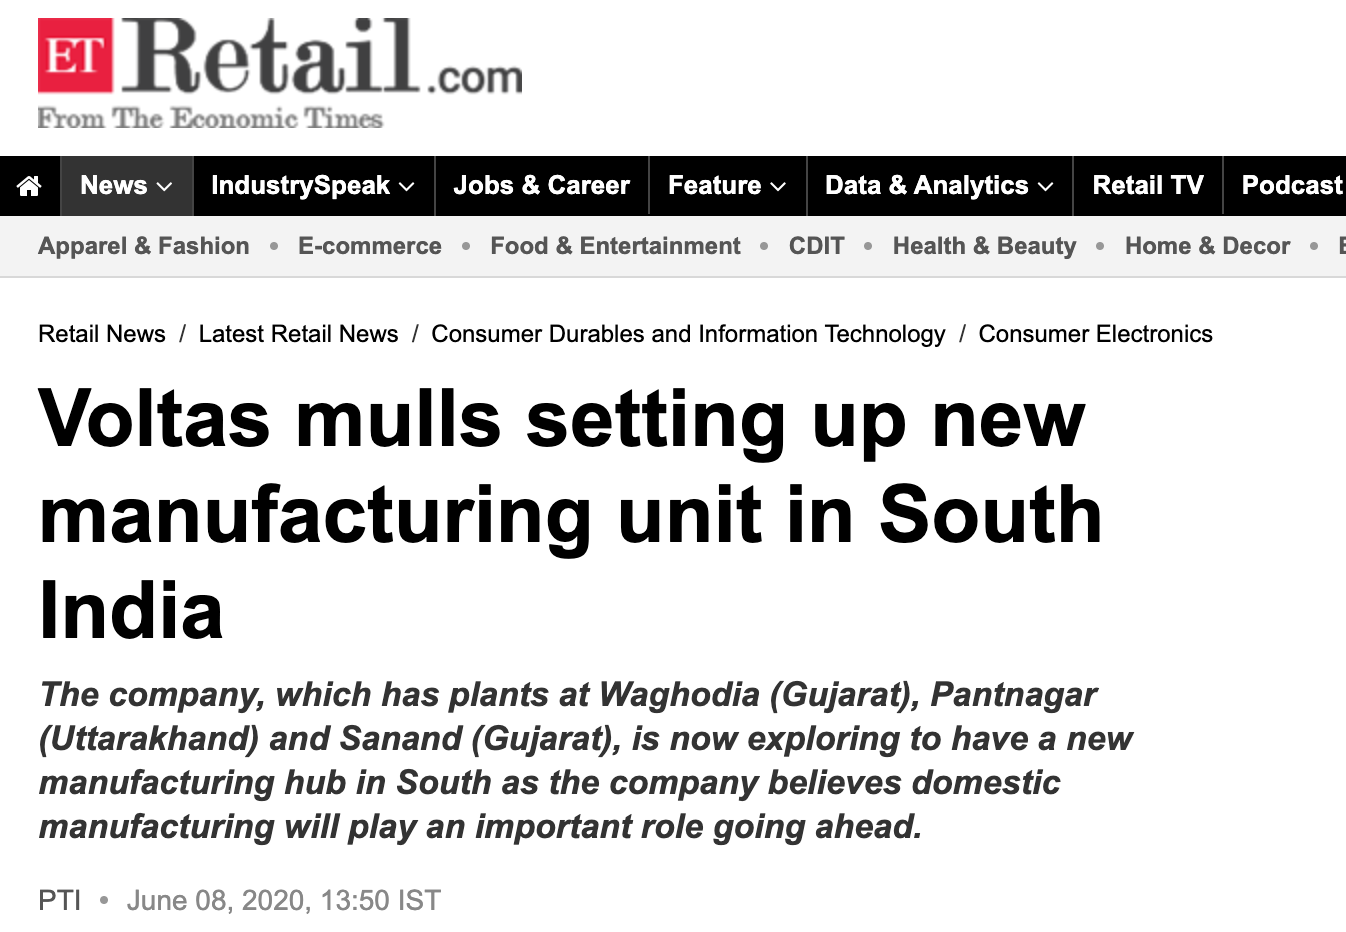 ET Retail.com
From The Economic Times
News
IndustrySpeak
Jobs & Career
Feature
Data & Analytics
Retail TV
Podcast
Apparel & Fashion • E-commerce • Food & Entertainment • CDIT • Health & Beauty • Home & Decor •
Retail News / Latest Retail News / Consumer Durables and Information Technology / Consumer Electronics
Voltas mulls setting up new
manufacturing unit in South
India
The company, which has plants at Waghodia (Gujarat), Pantnagar
(Uttarakhand) and Sanand (Gujarat), is now exploring to have a new
manufacturing hub in South as the company believes domestic
manufacturing will play an important role going ahead.
PTI • June 08, 2020, 13:50 IST